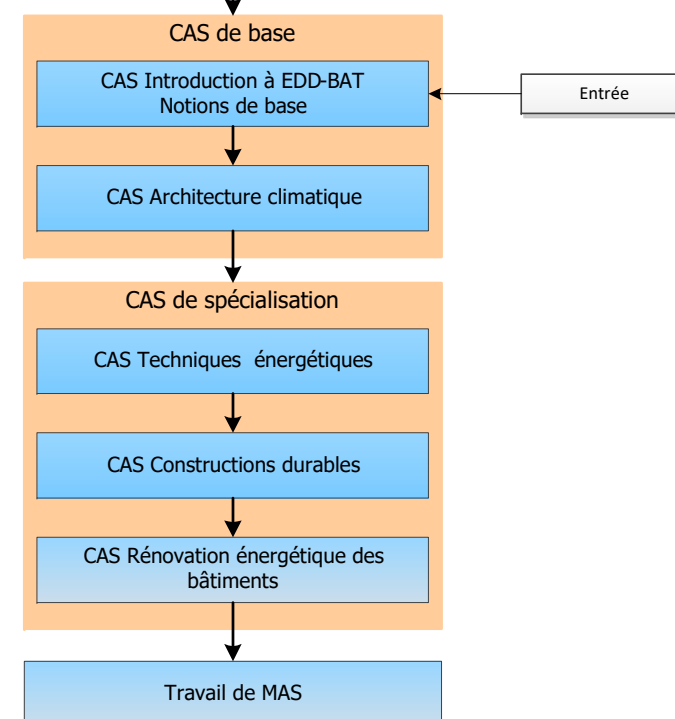 CAS de base
CAS Introduction à EDD-BAT
Notions de base
Entrée
CAS Architecture climatique
CAS de spécialisation
CAS Techniques énergétiques
CAS Constructions durables
CAS Rénovation énergétique des
bâtiments
Travail de MAS